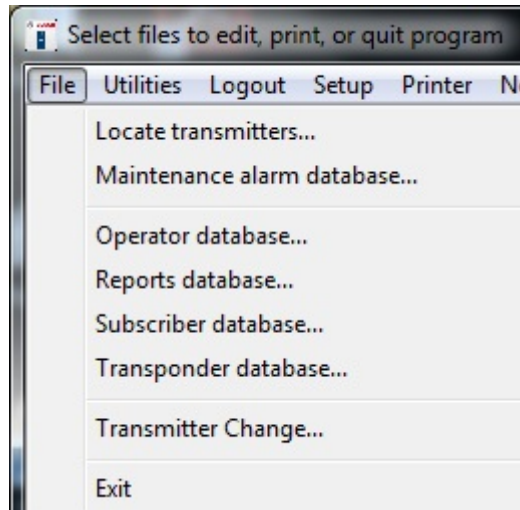 Select files to edit, print, or quit program
File Utilities Logout Setup Printer
Locate transmitters...
Maintenance alarm database...
Operator database...
Reports database...
Subscriber database...
Transponder database...
Transmitter Change...
Exit